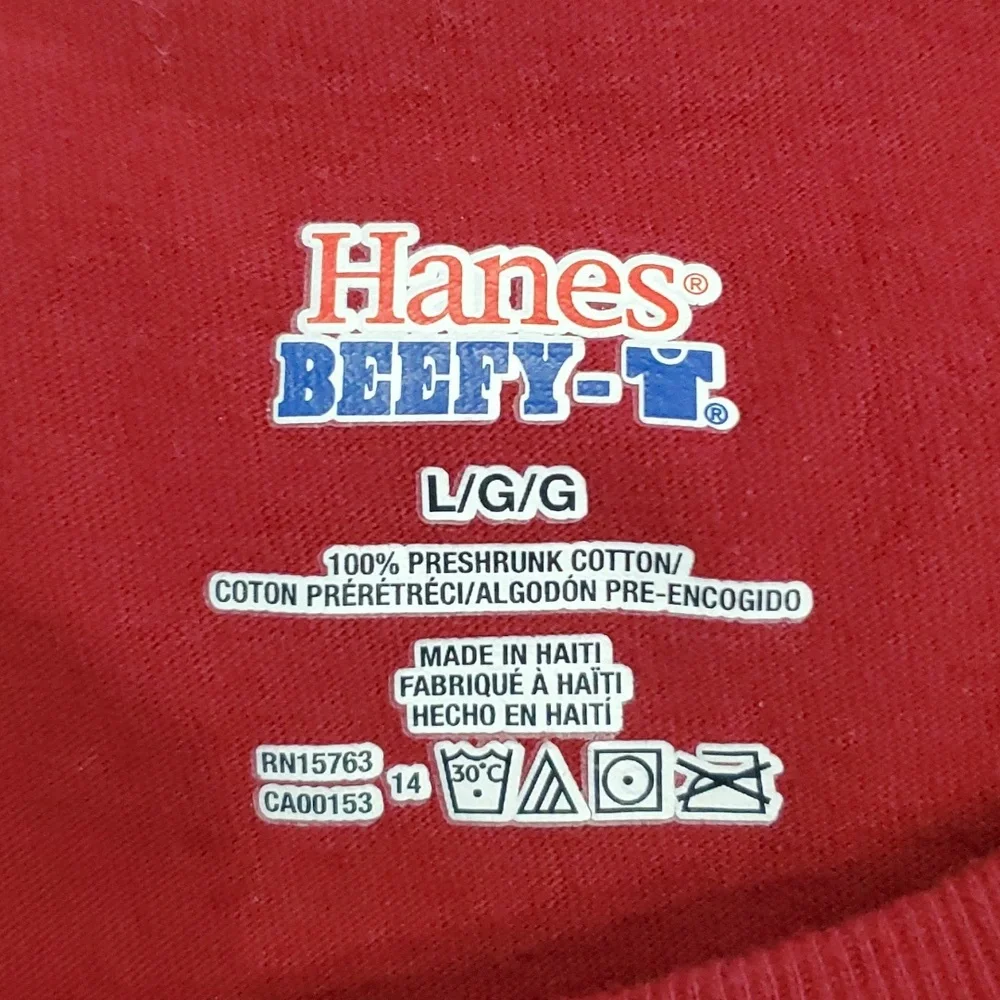 Hanes®
BEEFY-T®
L/G/G
100% PRESHRUNK COTTON/
COTON PRÉRÉTRÉCI/ALGODÓN PRE-ENCOGIDO
MADE IN HAITI
FABRIQUÉ À HAÏTI
HECHO EN HAITÍ
RN15763
CA00153
14
30°C